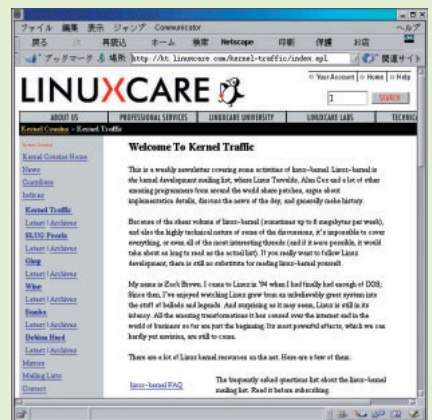 ファイル 編集 表示 ジャンプ Communicator ヘルプ
戻る 再読込 ホーム 検索 Netscape 印刷 保護 お店
ブックマーク 場所 http://kt.linuxcare.com/kernel-traffic/index.epl 関連サイト
Your Account | Home | Help
LINUXCARE
SEARCH
ABOUT US PROFESSIONAL SERVICES LINUXCARE UNIVERSITY LINUXCARE LABS TECHNICA
Kernel Cousins > Kernel Traffic
Kernel Cousins Home
News
Contribute
Indices
Kernel Traffic
Latest | Archives
SLUG Pearls
Latest | Archives
Gimp
Latest | Archives
Wine
Latest | Archives
Samba
Latest | Archives
Debian Hurd
Latest | Archives
Mirrors
Mailing Lists
Contact
Welcome To Kernel Traffic
This is a weekly newsletter covering some activities of linux-kernel. Linux-kernel is
the kernel development mailing list, where Linus Torvalds, Alan Cox and a lot of other
amazing programmers from around the world share patches, argue about
implementation details, discuss the news of the day, and generally make history.
Because of the sheer volume of linux-kernel (sometimes up to 8 megabytes per week),
and also the highly technical nature of some of the discussions, it's impossible to cover
everything, or even all of the most interesting threads (and if it were possible, it would
take about as long to read as the actual list). If you really want to follow Linux
development, there is still no substitute for reading linux-kernel yourself.
My name is Zack Brown. I came to Linux in '94 when I had finally had enough of DOS;
Since then, I've enjoyed watching Linux grow from an unbelievably great system into
the stuff of ballads and legends. And surprising as it may seem, Linux is still in its
infancy. All the amazing transformations it has caused over the internet and in the
world of business so far are just the beginning. Its most powerful effects, which we can
hardly yet envision, are still to come.
There are a lot of Linux kernel resources on the net. Here are a few of them:
linux-kernel FAQ The frequently asked questions list about the linux-kernel
mailing list. Read it before subscribing.